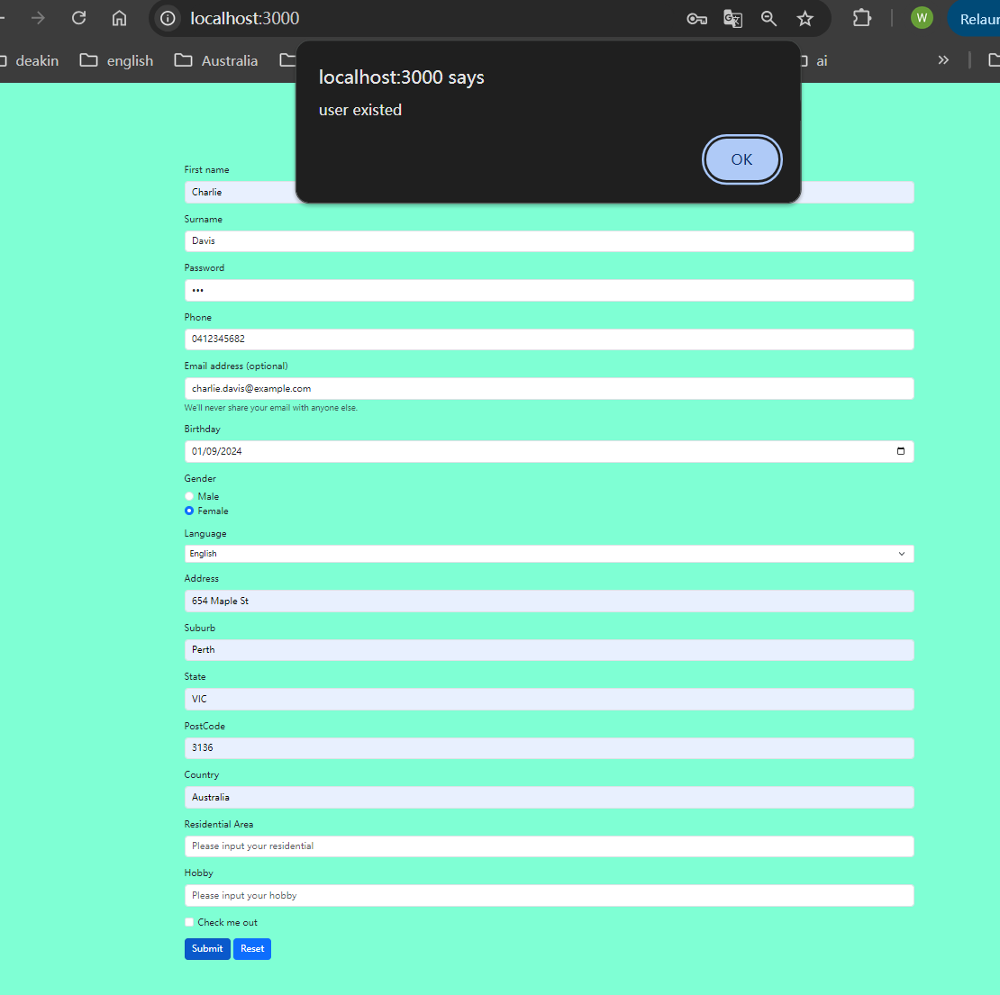 localhost:3000
W
Relaun
deakin
english
Australia
ai
localhost:3000 says
user existed
OK
First name
Charlie
Surname
Davis
Password
•••
Phone
0412345682
Email address (optional)
charlie.davis@example.com
We'll never share your email with anyone else.
Birthday
01/09/2024
Gender
Male
Female
Language
English
Address
654 Maple St
Suburb
Perth
State
VIC
PostCode
3136
Country
Australia
Residential Area
Please input your residential
Hobby
Please input your hobby
Check me out
Submit Reset